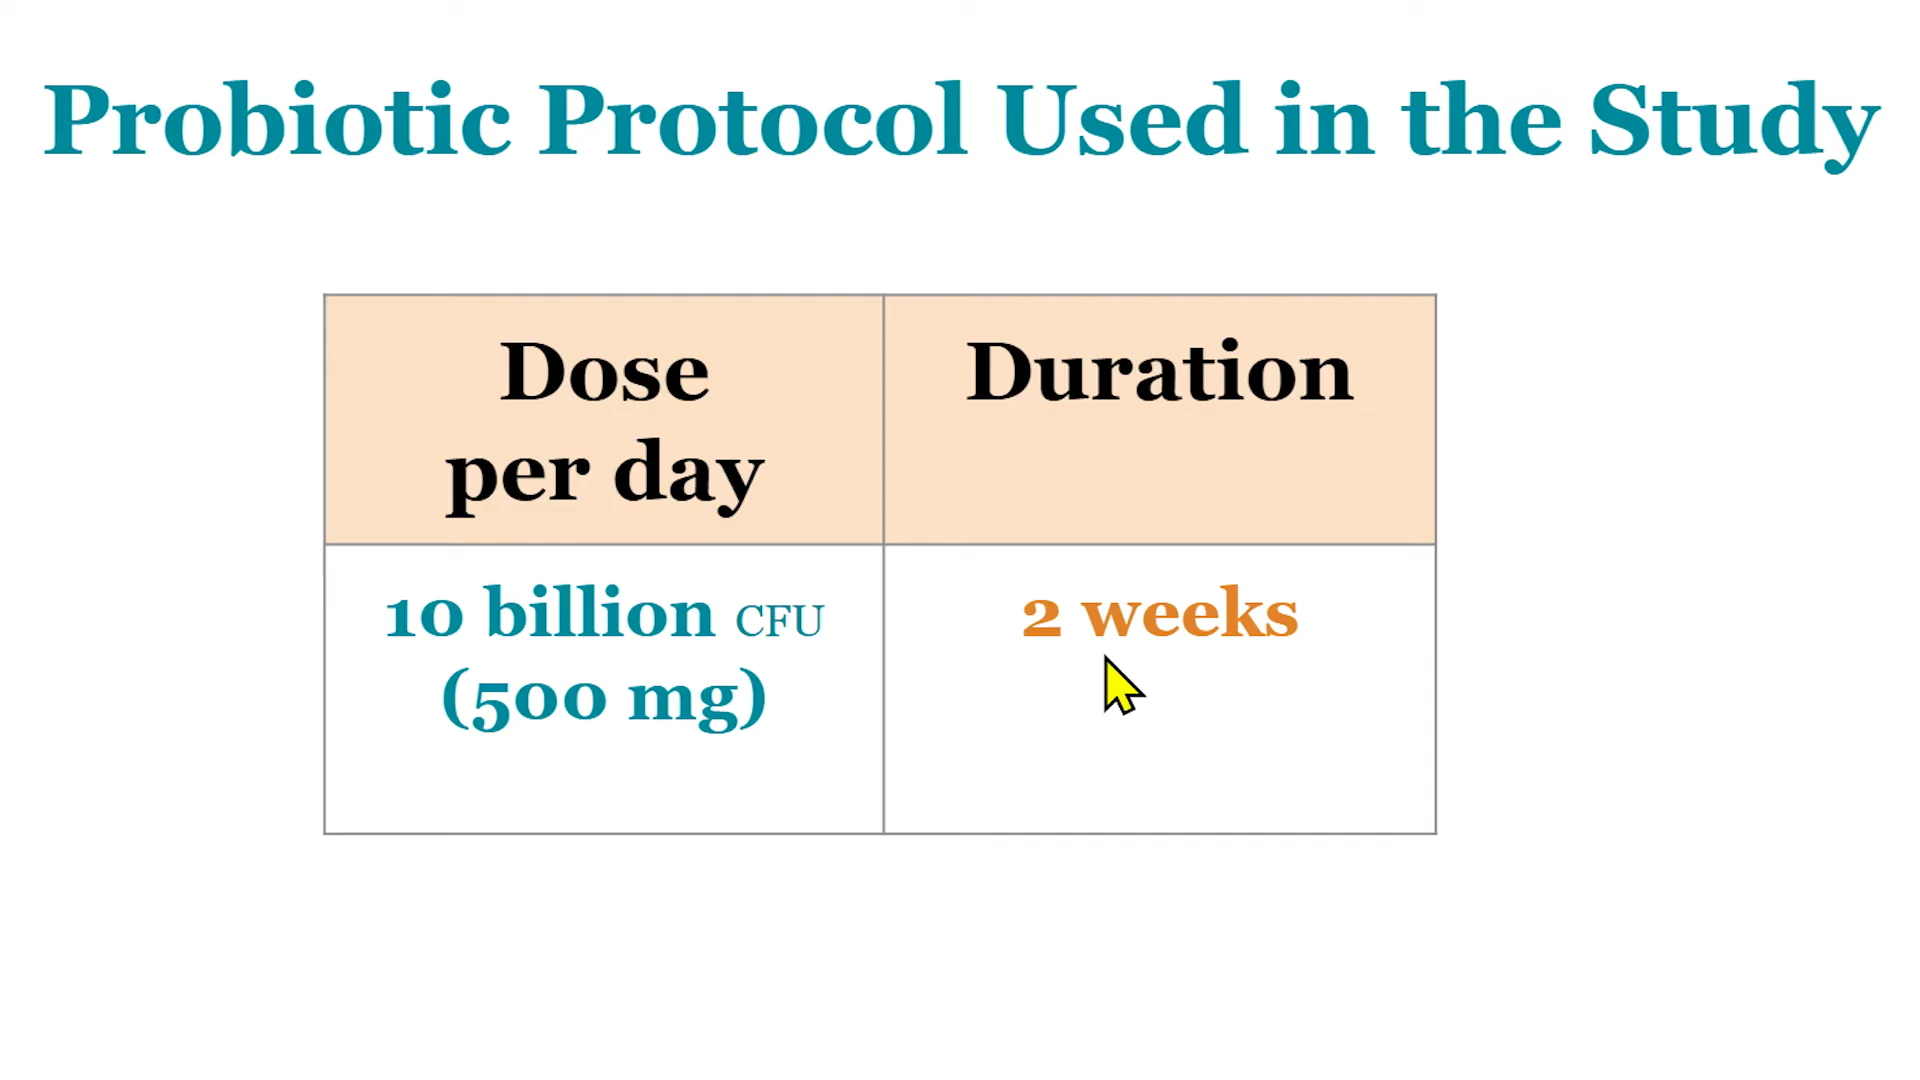 Probiotic Protocol Used in the Study
Dose
per day
Duration
10 billion CFU
(500 mg)
2 weeks